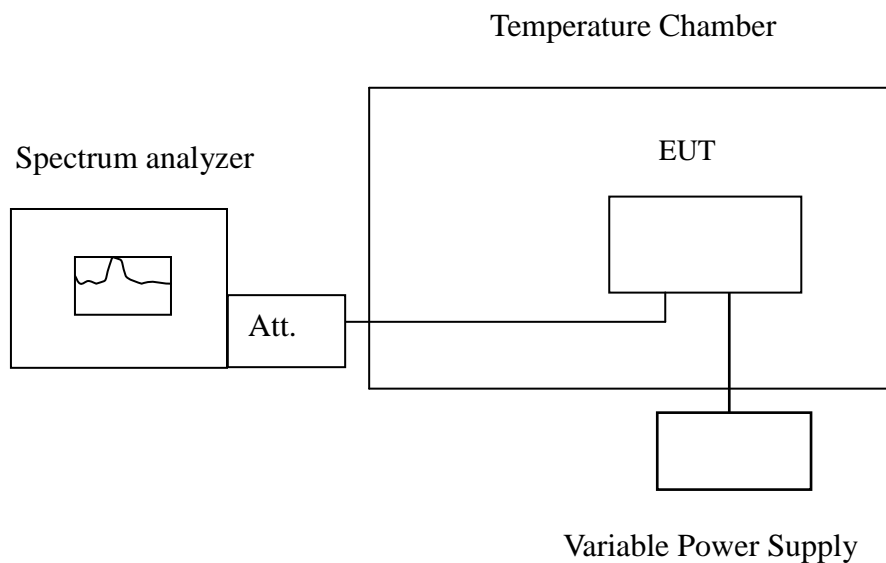 Temperature Chamber
Spectrum analyzer
EUT
Att.
Variable Power Supply